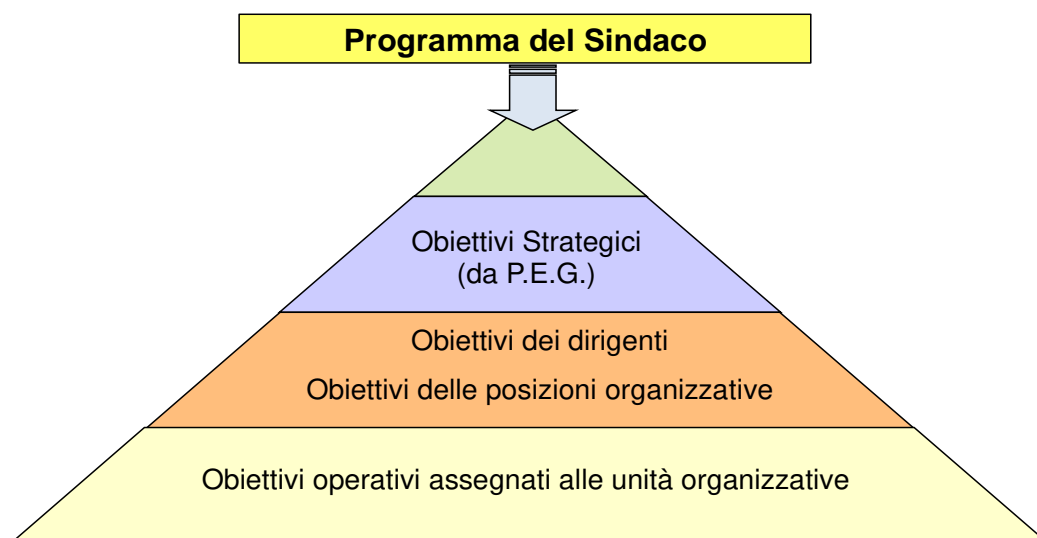 Programma del Sindaco
Obiettivi Strategici
(da P.E.G.)
Obiettivi dei dirigenti
Obiettivi delle posizioni organizzative
Obiettivi operativi assegnati alle unità organizzative